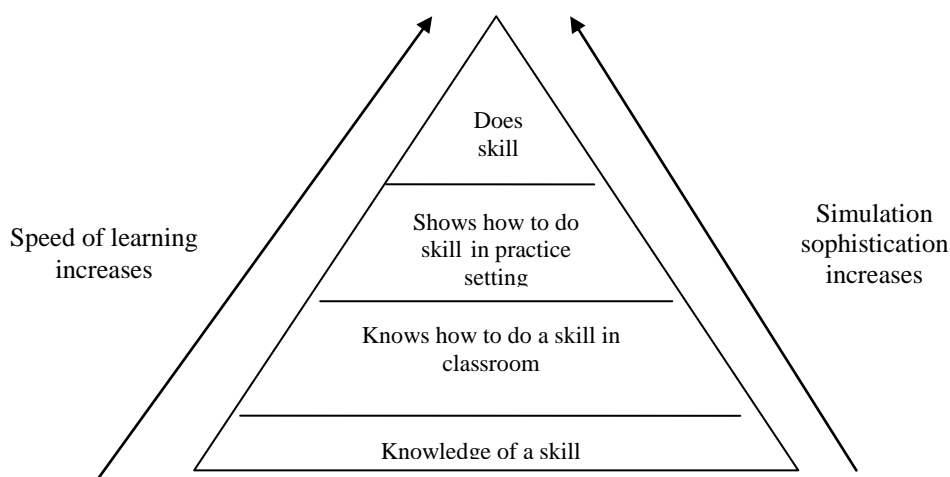 Does
skill
Shows how to do
skill in practice
setting
Knows how to do a skill in
classroom
Knowledge of a skill
Speed of learning
increases
Simulation
sophistication
increases